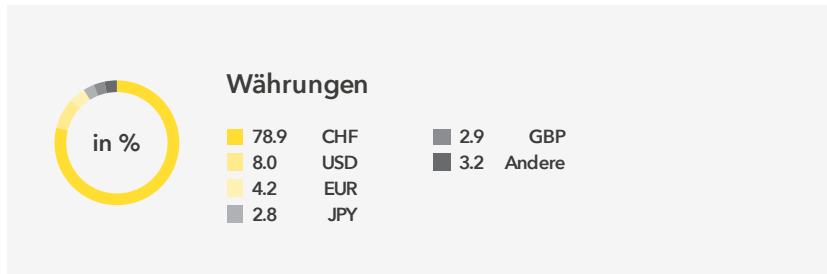 Währungen
in %
78.9 CHF
8.0 USD
4.2 EUR
2.8 JPY
2.9 GBP
3.2 Andere